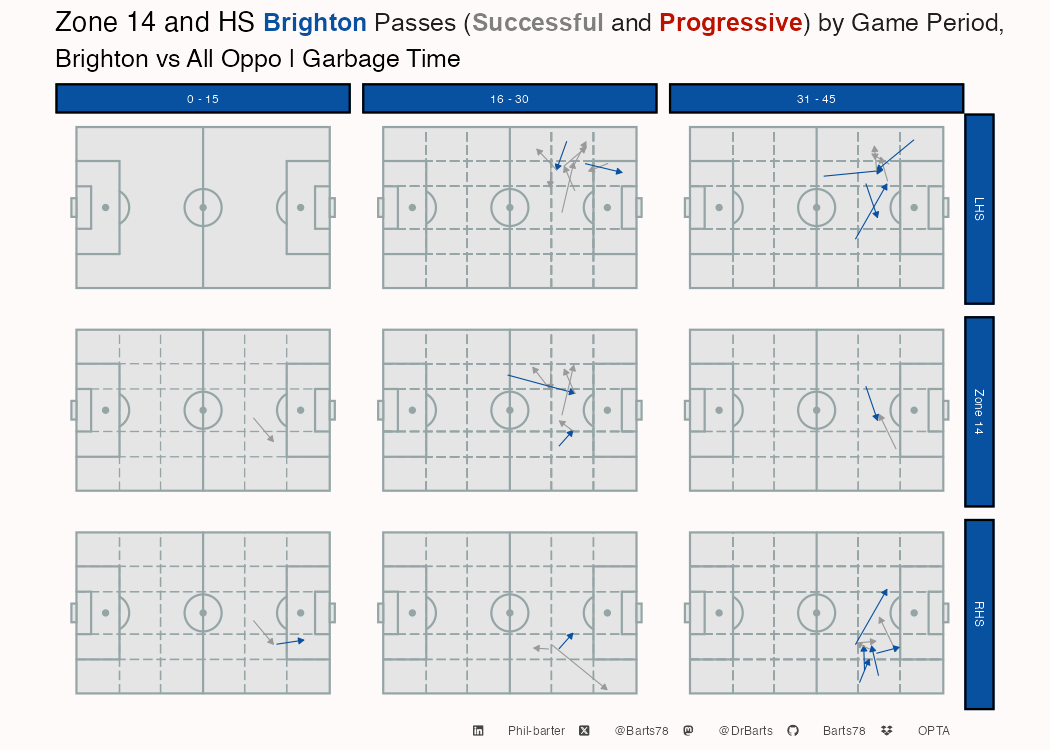 Zone 14 and HS Brighton Passes (Successful and Progressive) by Game Period,
Brighton vs All Oppo l Garbage Time
0 - 15
16 - 30
31 - 45
LHS
Zone 14
RHS
Phil-barter @Barts78 @DrBarts Barts78 OPTA